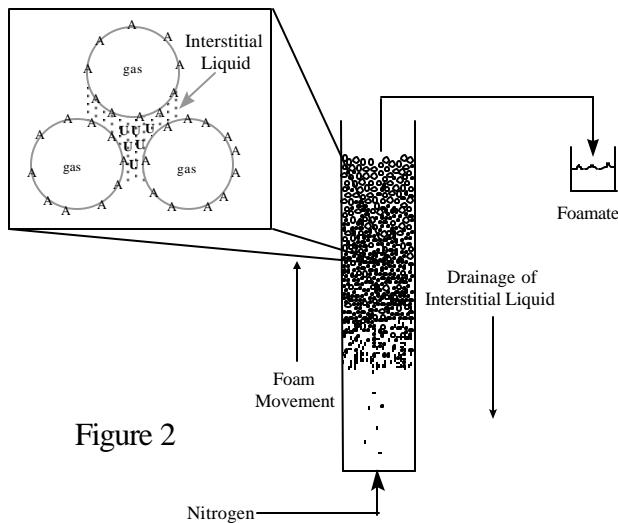 Interstitial
Liquid
A A A A A A A A A A A A
gas
U U U
U U
U
A A A A A A A A A A A
gas
A A A A A A A A A A A A A
gas
Foamate
Drainage of
Interstitial Liquid
Foam
Movement
Figure 2
Nitrogen